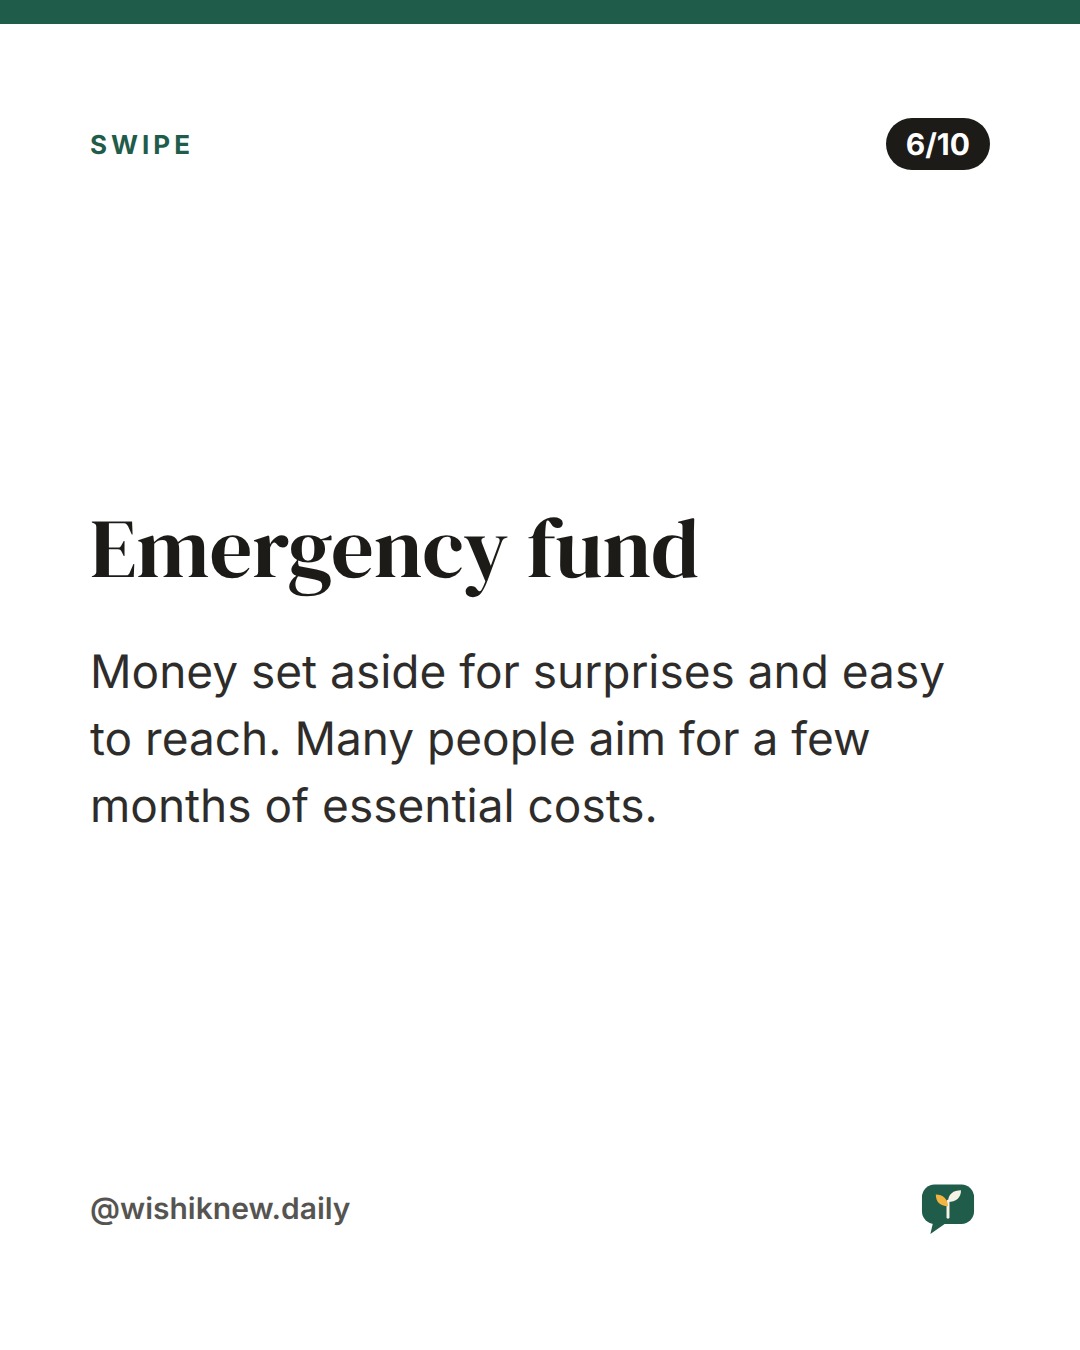 SWIPE
6/10
Emergency fund
Money set aside for surprises and easy
to reach. Many people aim for a few
months of essential costs.
@wishiknew.daily